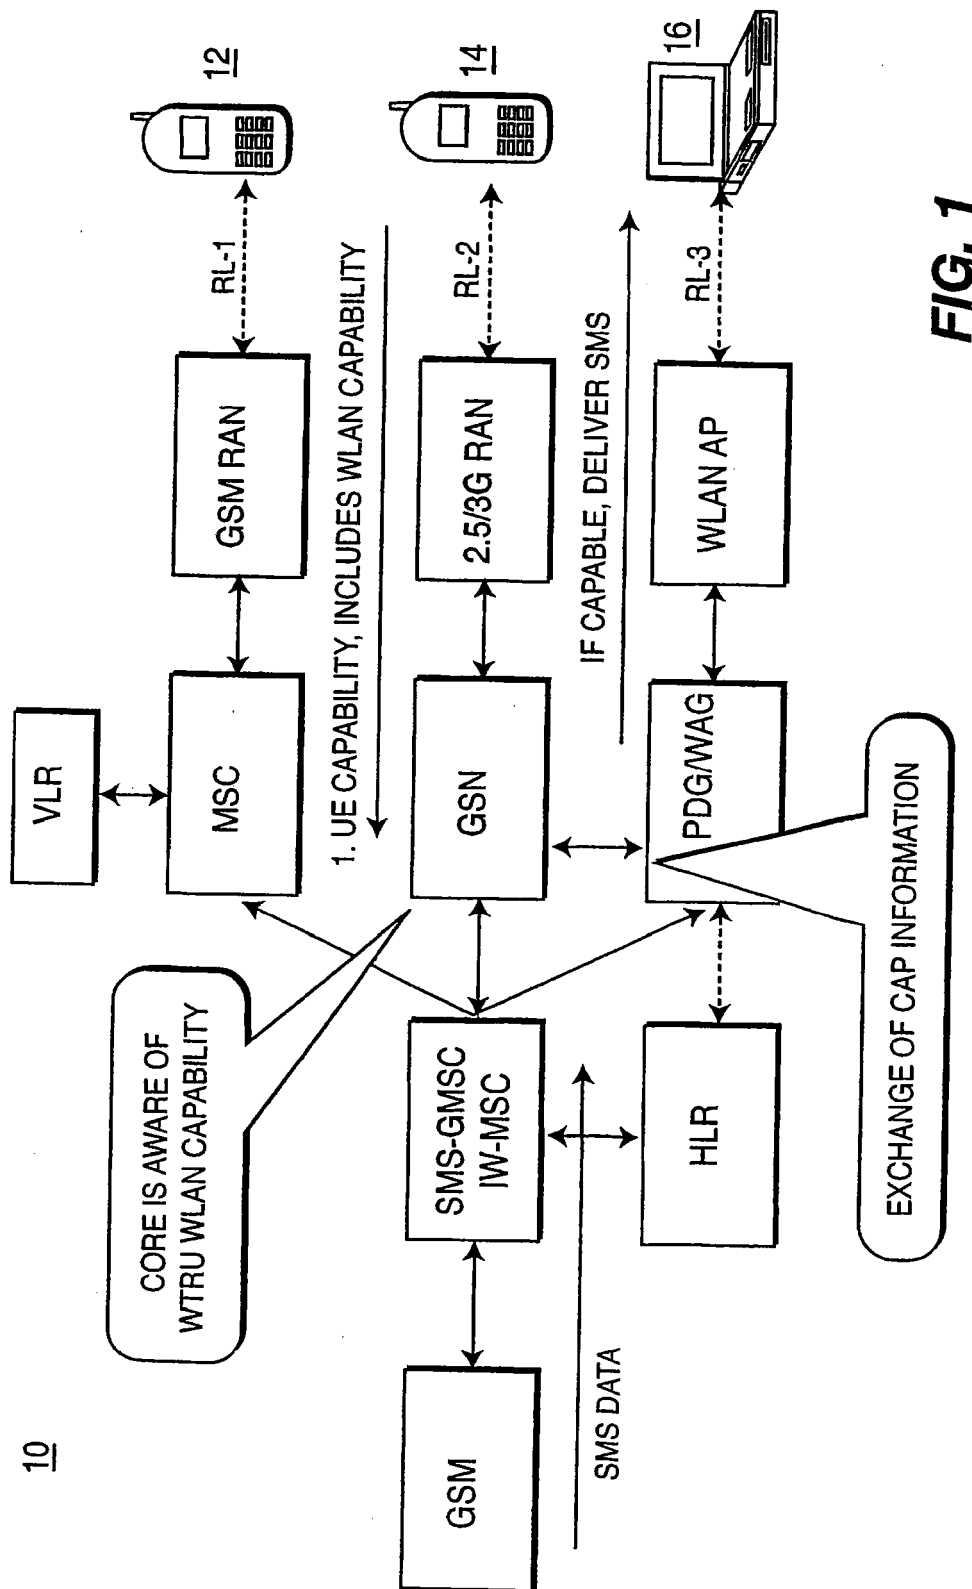 10
VLR
MSC
GSM RAN
RL-1
12
CORE IS AWARE OF
WTRU WLAN CAPABILITY
1. UE CAPABILITY, INCLUDES WLAN CAPABILITY
GSM
SMS-GMSC
IW-MSC
GSN
2.5/3G RAN
RL-2
14
SMS DATA
IF CAPABLE, DELIVER SMS
HLR
PDG/WAG
WLAN AP
RL-3
16
EXCHANGE OF CAP INFORMATION
FIG. 1